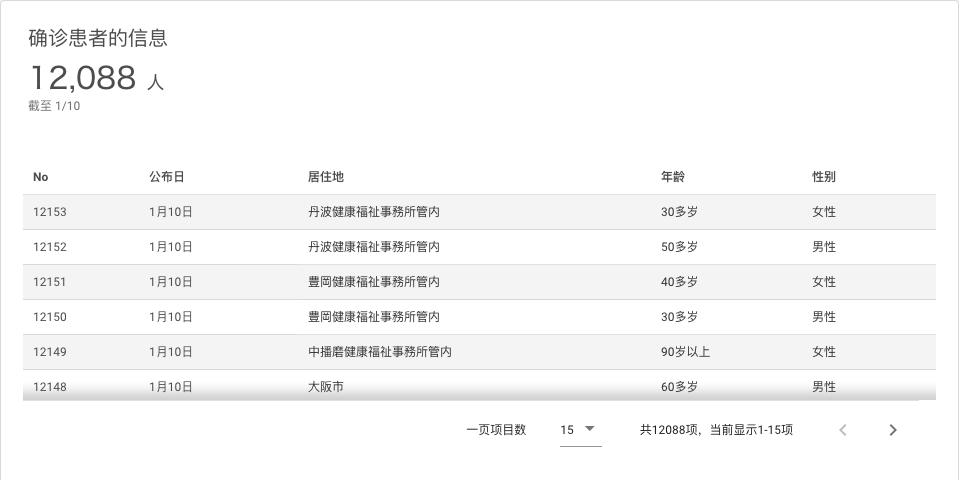 确诊患者的信息
12,088 人
截至 1/10
No 公布日 居住地 年龄 性别
12153 1月10日 丹波健康福祉事務所管内 30多岁 女性
12152 1月10日 丹波健康福祉事務所管内 50多岁 男性
12151 1月10日 豊岡健康福祉事務所管内 40多岁 女性
12150 1月10日 豊岡健康福祉事務所管内 30多岁 男性
12149 1月10日 中播磨健康福祉事務所管内 90岁以上 女性
12148 1月10日 大阪市 60多岁 男性
一页项目数 15 共12088项，当前显示1-15项